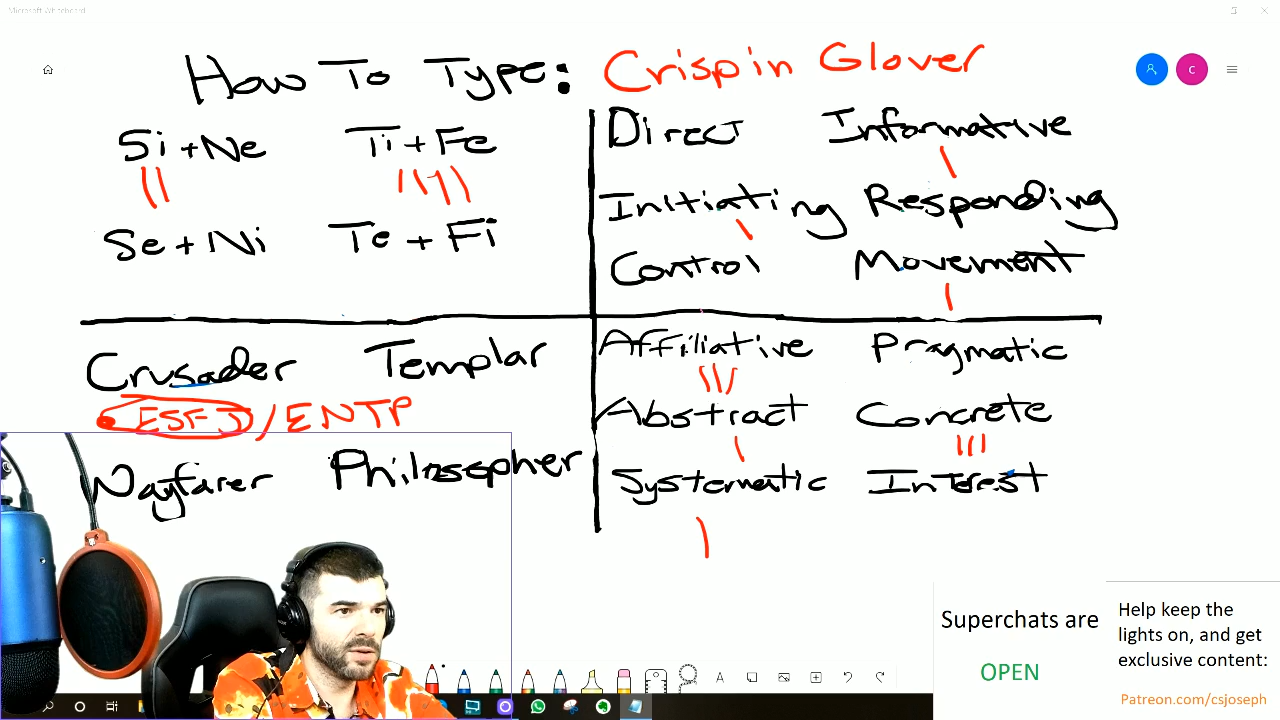 Microsoft Whiteboard
How To Type: Crispin Glover
C
Si + Ne Ti + Fe
Se + Ni Te + Fi
Direct Informative
Initiating Responding
Control Movement
Crusader Templar
ESFJ / ENTP
Wayfarer Philosopher
Affiliative Pragmatic
Abstract Concrete
Systematic Interest
Superchats are
OPEN
Help keep the
lights on, and get
exclusive content:
Patreon.com/csjoseph
A